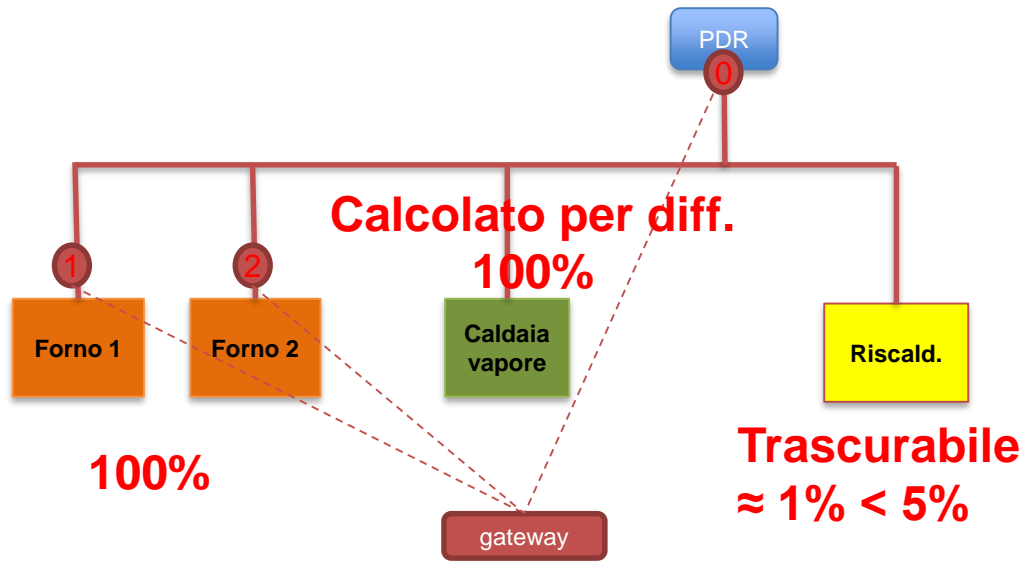 PDR
0
Calcolato per diff.
100%
1
2
Forno 1
Forno 2
Caldaia
vapore
Riscald.
100%
Trascurabile
≈ 1% < 5%
gateway